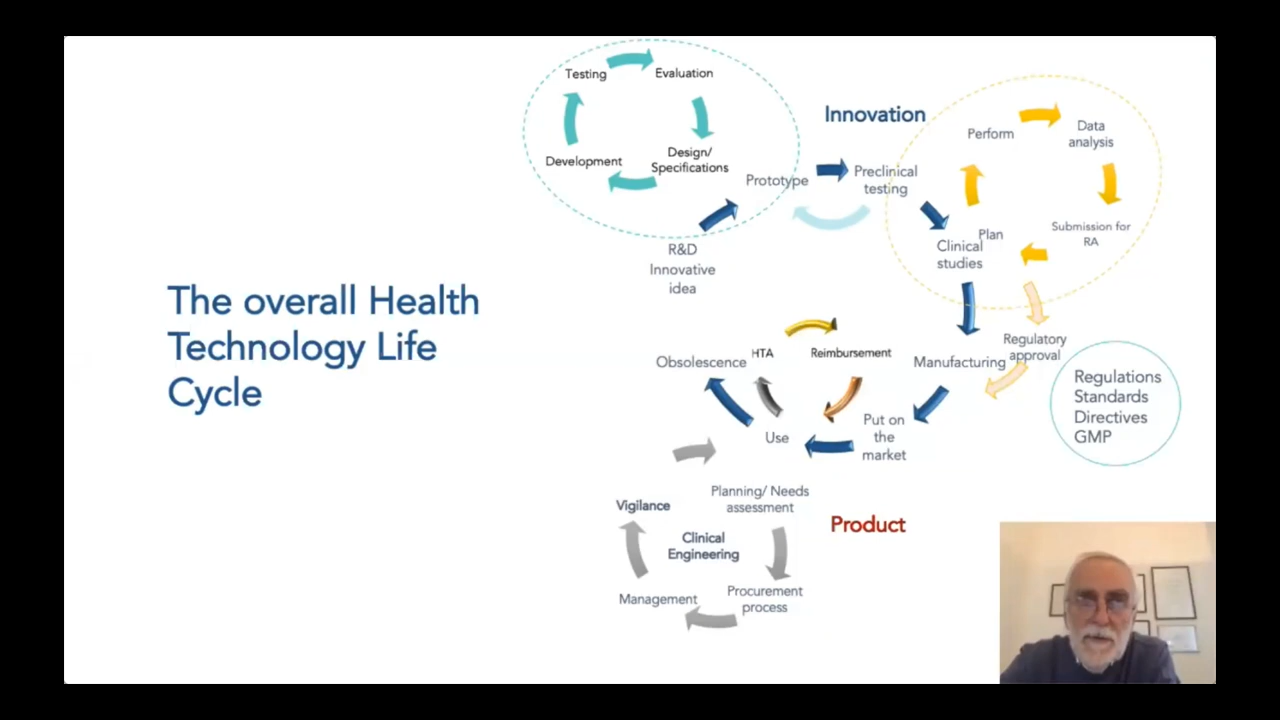 The overall Health
Technology Life
Cycle
Testing
Evaluation
Development
Design/
Specifications
Prototype
R&D
Innovative
idea
Innovation
Preclinical
testing
Perform
Data
analysis
Plan
Clinical
studies
Submission for
RA
Regulatory
approval
Manufacturing
Regulations
Standards
Directives
GMP
Obsolescence
HTA
Reimbursement
Use
Put on
the
market
Product
Planning/ Needs
assessment
Vigilance
Clinical
Engineering
Management
Procurement
process